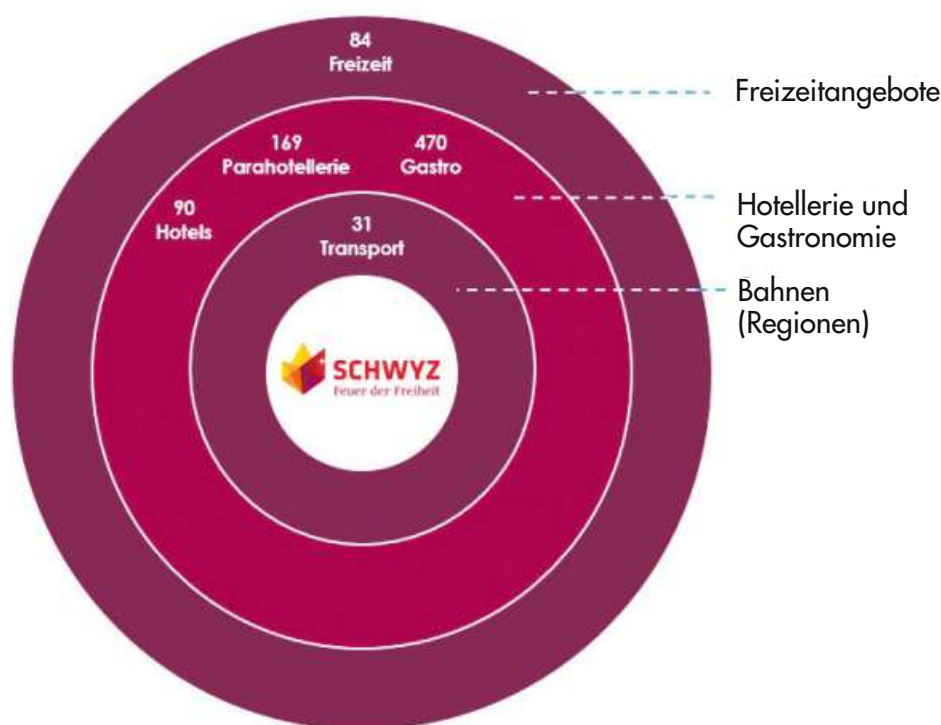 84
Freizeit
Freizeitangebote
169
Parahotellerie
470
Gastro
90
Hotels
Hotellerie und
Gastronomie
31
Transport
Bahnen
(Regionen)
SCHWYZ
Feuer der Freiheit